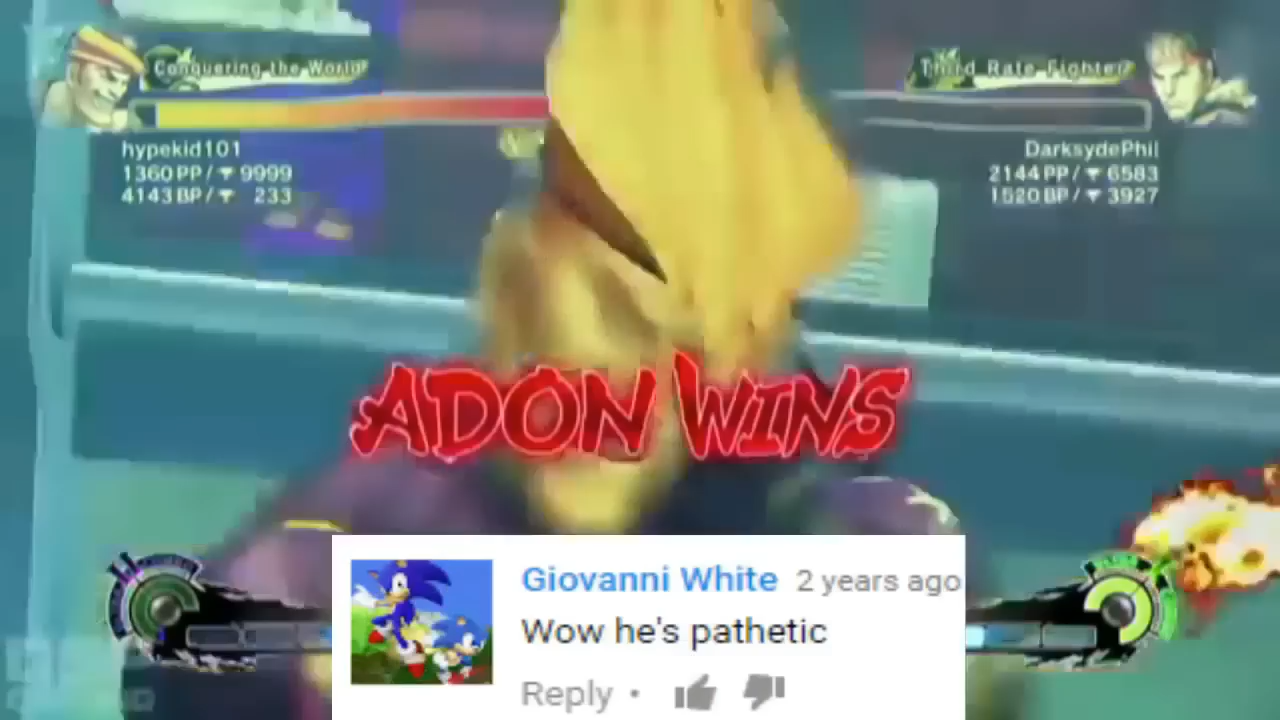 Conquering the World
Third Rate Fighter
hypekid101
1360 PP / 9999
4143 BP / 233
DarksydePhil
2144 PP / 6583
1520 BP / 3927
ADON WINS
Giovanni White 2 years ago
Wow he's pathetic
Reply •